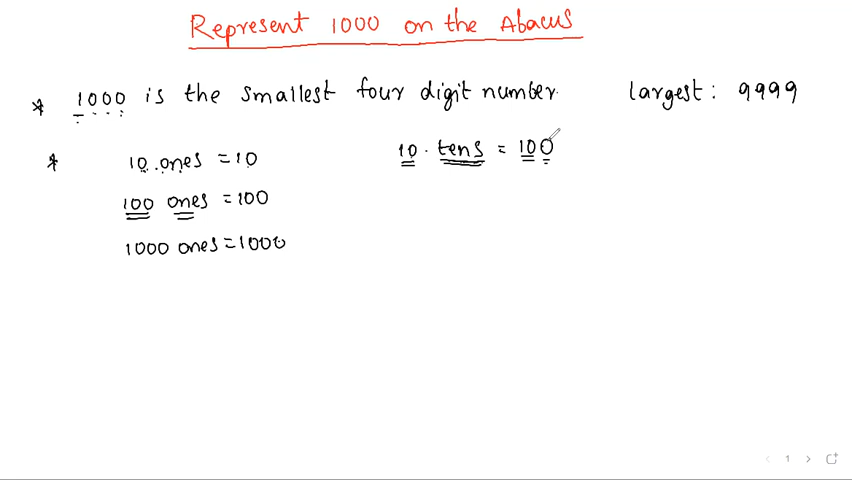 Represent 1000 on the Abacus
* 1000 is the smallest four digit number. largest: 9999
* 10 ones = 10 10 tens = 100
100 ones = 100
1000 ones = 1000
1